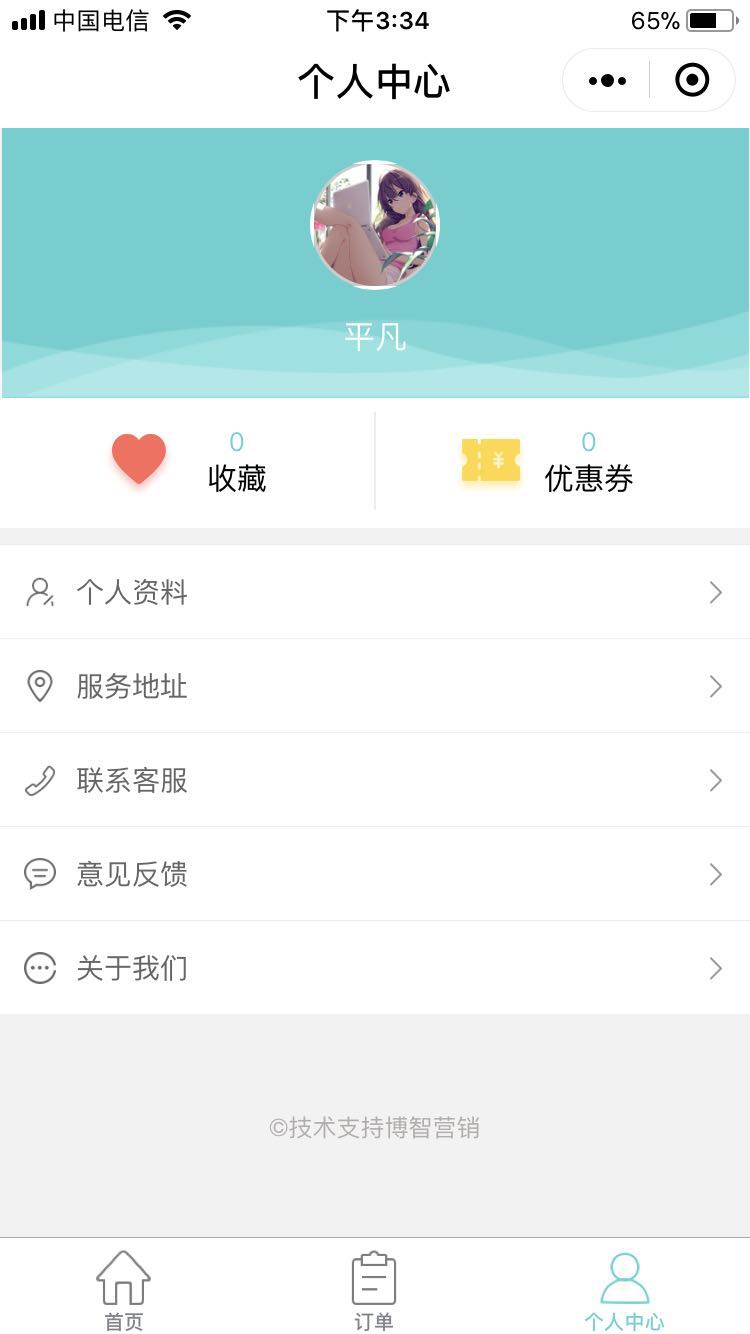 中国电信 下午3:34 65%
个人中心
平凡
0
收藏
0
优惠券
个人资料
服务地址
联系客服
意见反馈
关于我们
©技术支持博智营销
首页 订单 个人中心